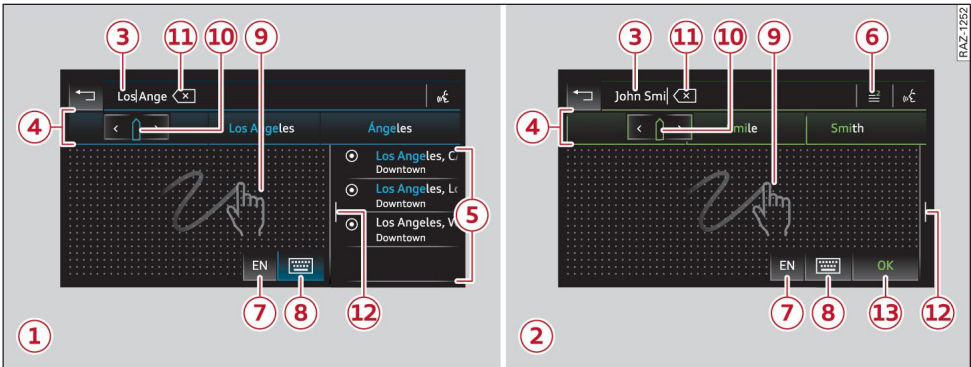 3
11
10
9
Los Ange
4
Los Angeles
Ángeles
Los Angeles, C
Downtown
Los Angeles, Lo
Downtown
5
Los Angeles, W
Downtown
EN
7
8
12
1
3
11
10
9
6
RAZ-1252
John Smi
2
4
Smile
Smith
EN
OK
7
8
13
12
2